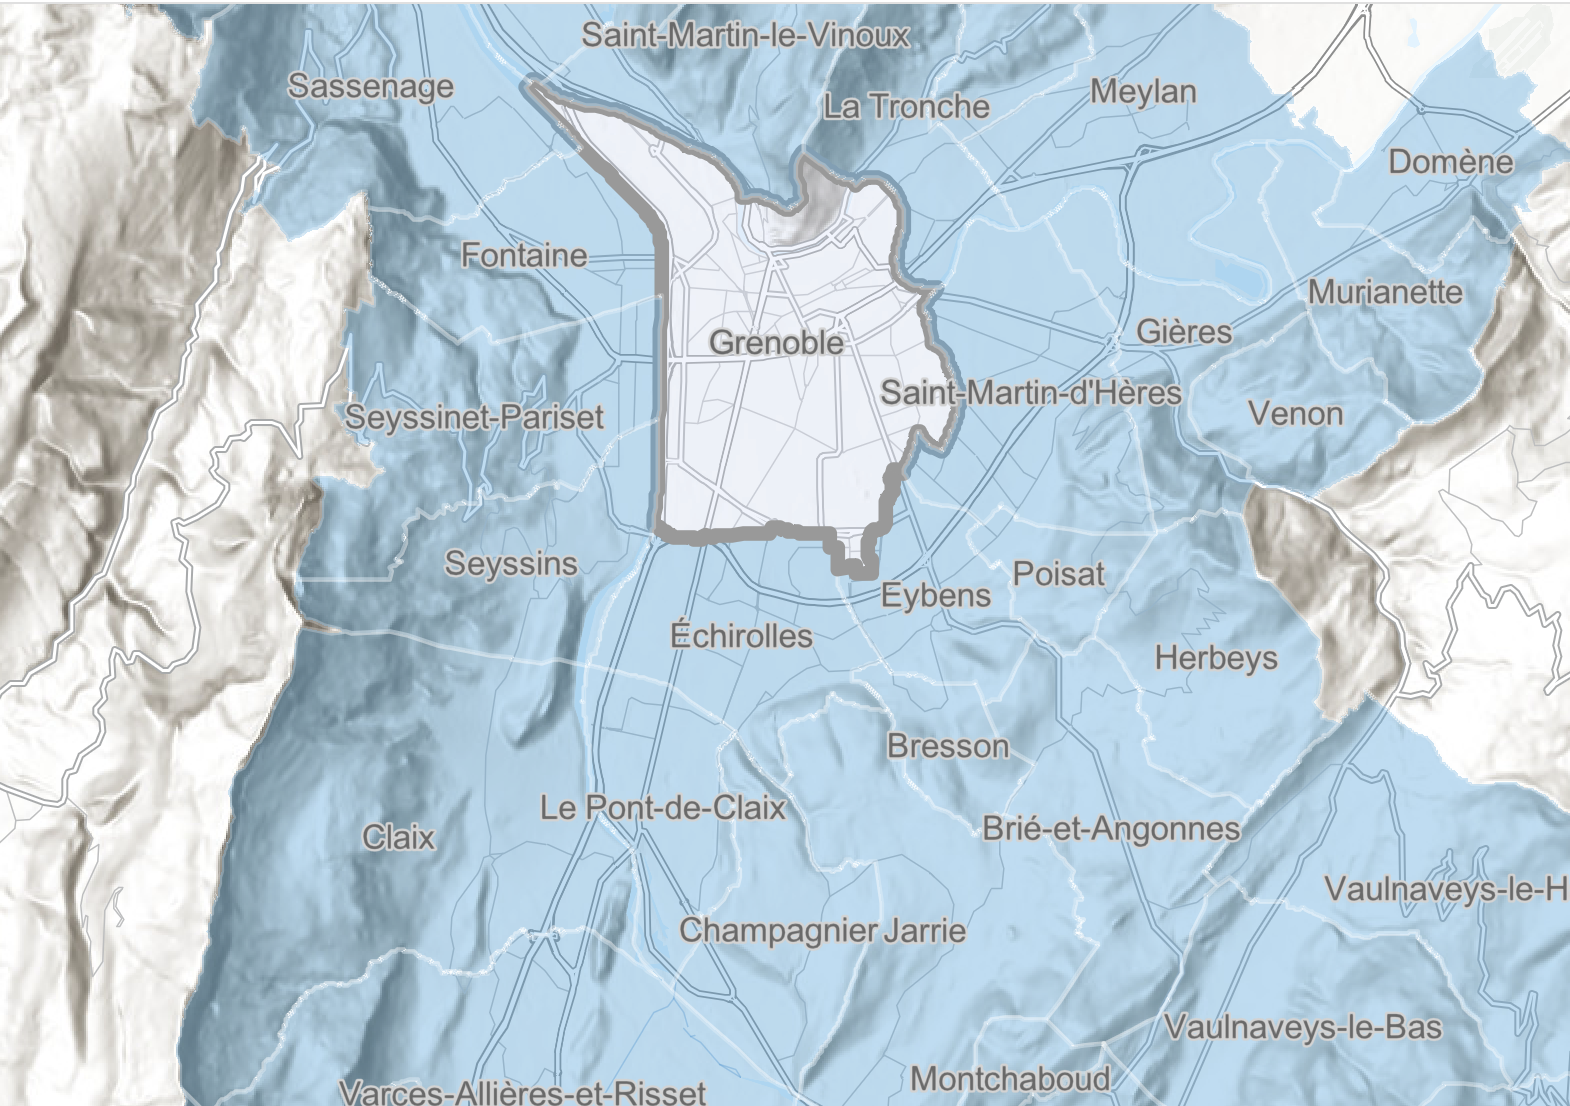 Saint-Martin-le-Vinoux
Sassenage
Meylan
La Tronche
Domène
Fontaine
Murianette
Gières
Grenoble
Saint-Martin-d'Hères
Venon
Seyssinet-Pariset
Seyssins
Poisat
Eybens
Échirolles
Herbeys
Bresson
Le Pont-de-Claix
Brié-et-Angonnes
Claix
Vaulnaveys-le-H
Champagnier
Jarrie
Vaulnaveys-le-Bas
Montchaboud
Varces-Allières-et-Risset